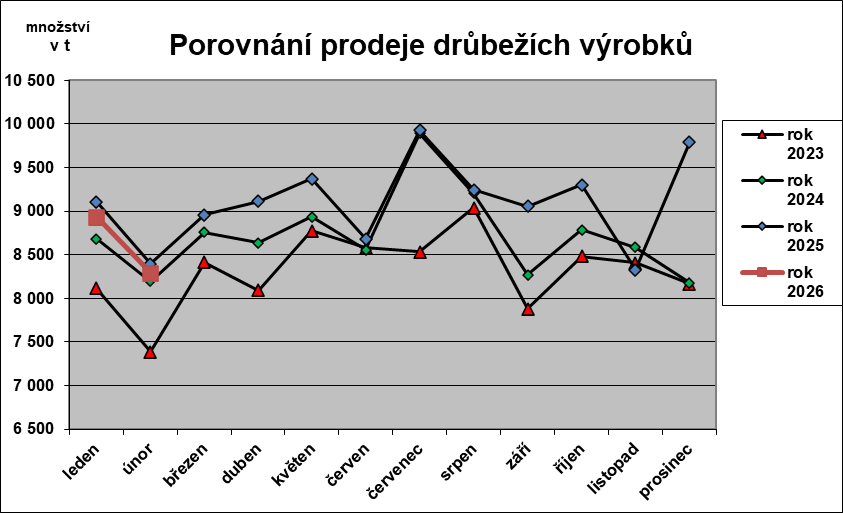 množství
v t
Porovnání prodeje drůbežích výrobků
10 500
10 000
9 500
9 000
8 500
8 000
7 500
7 000
6 500
leden
únor
březen
duben
květen
červen
červenec
srpen
září
říjen
listopad
prosinec
rok
2023
rok
2024
rok
2025
rok
2026